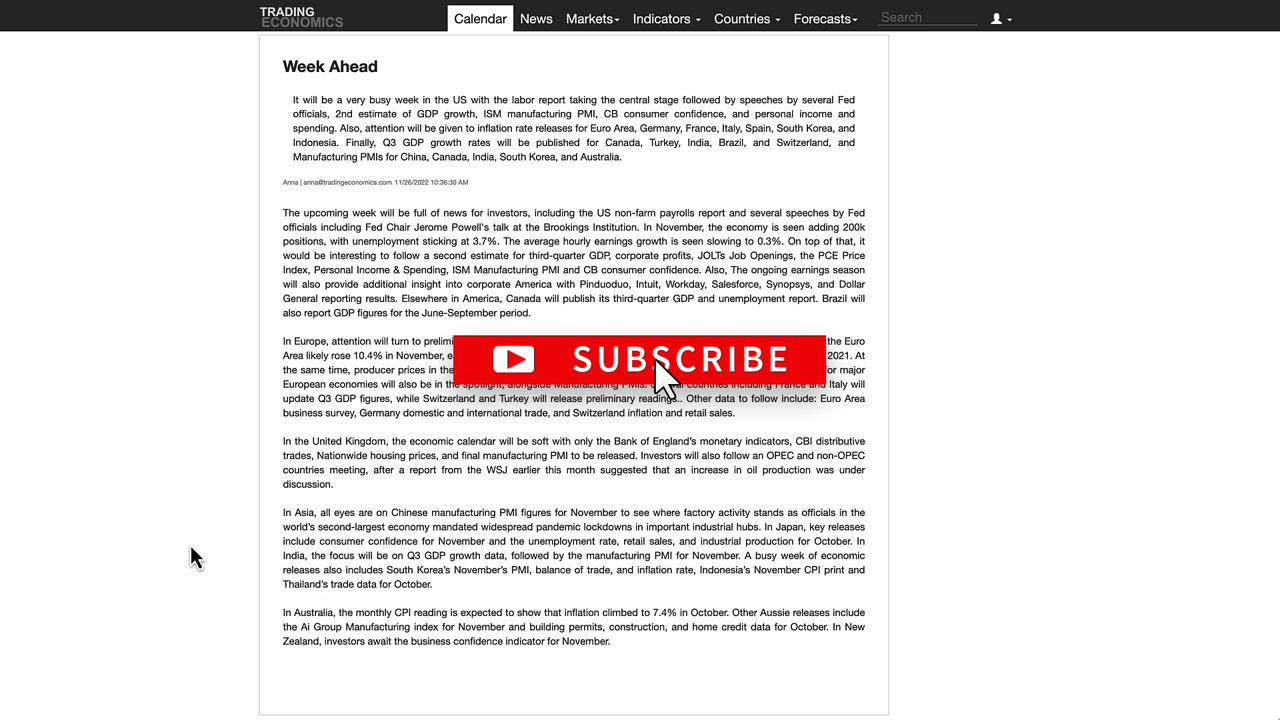 TRADING
ECONOMICS
Calendar News Markets Indicators Countries Forecasts Search
Week Ahead
It will be a very busy week in the US with the labor report taking the central stage followed by speeches by several Fed
officials, 2nd estimate of GDP growth, ISM manufacturing PMI, CB consumer confidence, and personal income and
spending. Also, attention will be given to inflation rate releases for Euro Area, Germany, France, Italy, Spain, South Korea, and
Indonesia. Finally, Q3 GDP growth rates will be published for Canada, Turkey, India, Brazil, and Switzerland, and
Manufacturing PMIs for China, Canada, India, South Korea, and Australia.
Anna | anna@tradingeconomics.com 11/26/2022 10:36:30 AM
The upcoming week will be full of news for investors, including the US non-farm payrolls report and several speeches by Fed
officials including Fed Chair Jerome Powell's talk at the Brookings Institution. In November, the economy is seen adding 200k
positions, with unemployment sticking at 3.7%. The average hourly earnings growth is seen slowing to 0.3%. On top of that, it
would be interesting to follow a second estimate for third-quarter GDP, corporate profits, JOLTs Job Openings, the PCE Price
Index, Personal Income & Spending, ISM Manufacturing PMI and CB consumer confidence. Also, The ongoing earnings season
will also provide additional insight into corporate America with Pinduoduo, Intuit, Workday, Salesforce, Synopsys, and Dollar
General reporting results. Elsewhere in America, Canada will publish its third-quarter GDP and unemployment report. Brazil will
also report GDP figures for the June-September period.
In Europe, attention will turn to the Euro
Area likely rose 10.4% in November, 2021. At
the same time, producer prices in the for major
SUBSCRIBE
European economies will also be in the spotlight, alongside Manufacturing PMIs. countries including France and Italy will
update Q3 GDP figures, while Switzerland and Turkey will release preliminary readings.. Other data to follow include: Euro Area
business survey, Germany domestic and international trade, and Switzerland inflation and retail sales.
In the United Kingdom, the economic calendar will be soft with only the Bank of England's monetary indicators, CBI distributive
trades, Nationwide housing prices, and final manufacturing PMI to be released. Investors will also follow an OPEC and non-OPEC
countries meeting, after a report from the WSJ earlier this month suggested that an increase in oil production was under
discussion.
In Asia, all eyes are on Chinese manufacturing PMI figures for November to see where factory activity stands as officials in the
world's second-largest economy mandated widespread pandemic lockdowns in important industrial hubs. In Japan, key releases
include consumer confidence for November and the unemployment rate, retail sales, and industrial production for October. In
India, the focus will be on Q3 GDP growth data, followed by the manufacturing PMI for November. A busy week of economic
releases also includes South Korea's November's PMI, balance of trade, and inflation rate, Indonesia's November CPI print and
Thailand's trade data for October.
In Australia, the monthly CPI reading is expected to show that inflation climbed to 7.4% in October. Other Aussie releases include
the Ai Group Manufacturing index for November and building permits, construction, and home credit data for October. In New
Zealand, investors await the business confidence indicator for November.